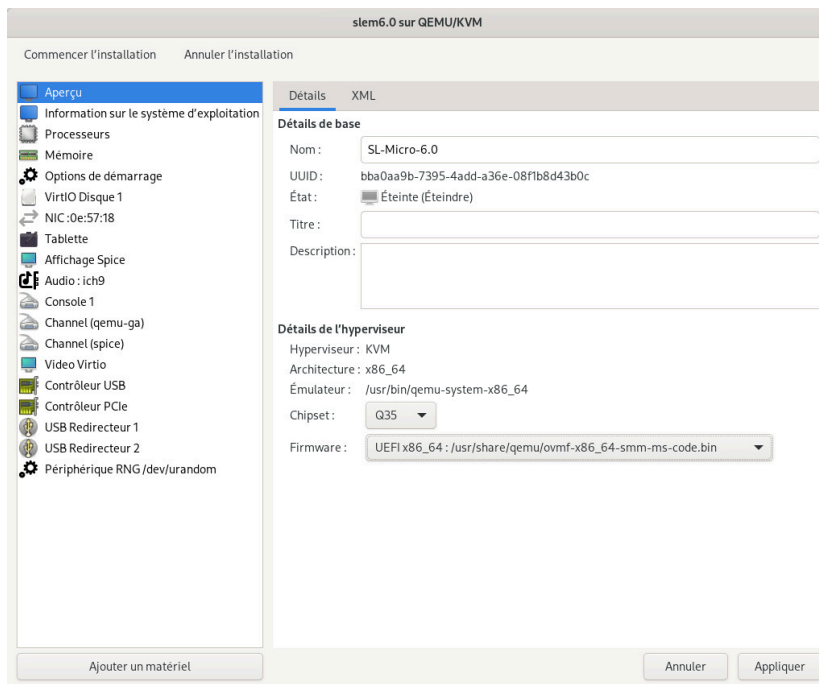 slem6.0 sur QEMU/KVM
Commencer l'installation Annuler l'installation
Aperçu
Information sur le système d'exploitation
Processeurs
Mémoire
Options de démarrage
VirtIO Disque 1
NIC :0e:57:18
Tablette
Affichage Spice
Audio : ich9
Console 1
Channel (qemu-ga)
Channel (spice)
Video Virtio
Contrôleur USB
Contrôleur PCIe
USB Redirecteur 1
USB Redirecteur 2
Périphérique RNG /dev/urandom
Ajouter un matériel
Détails XML
Détails de base
Nom : SL-Micro-6.0
UUID : bba0aa9b-7395-4add-a36e-08f1b8d43b0c
État : Éteinte (Éteindre)
Titre :
Description :
Détails de l'hyperviseur
Hyperviseur : KVM
Architecture : x86_64
Émulateur : /usr/bin/qemu-system-x86_64
Chipset : Q35
Firmware : UEFI x86_64 : /usr/share/qemu/ovmf-x86_64-smm-ms-code.bin
Annuler Appliquer